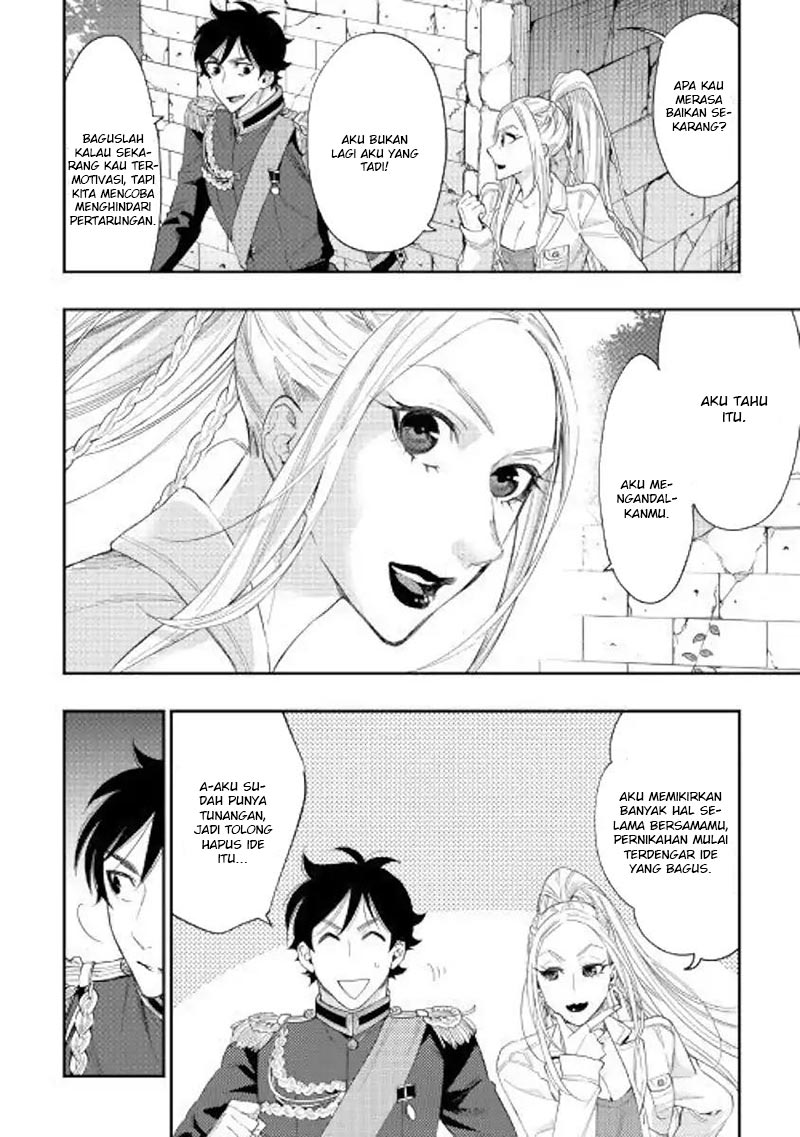 APA KAU
MERASA
BAIKAN SE-
KARANG?
AKU BUKAN
LAGI AKU YANG
TADI!
BAGUSLAH
KALAU SEKA-
RANG KAU TER-
MOTIVASI, TAPI
KITA MENCOBA
MENGHINDARI
PERTARUNGAN.
AKU TAHU
ITU.
AKU ME-
NGANDAL-
KANMU.
AKU MEMIKIRKAN
BANYAK HAL SE-
LAMA BERSAMAMU,
PERNIKAHAN MULAI
TERDENGAR IDE
YANG BAGUS.
A-AKU SU-
DAH PUNYA
TUNANGAN,
JADI TOLONG
HAPUS IDE
ITU...